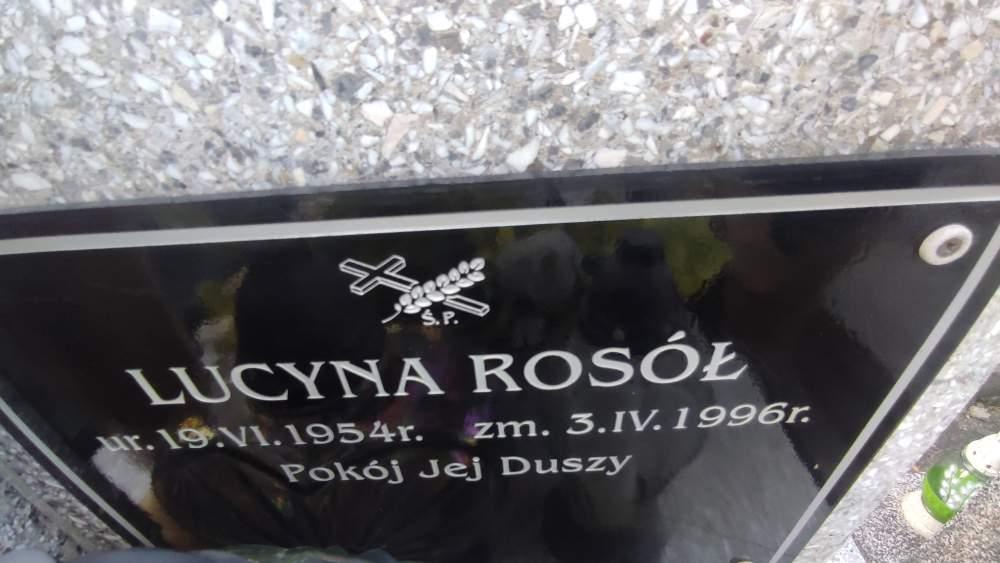 Ś.P.
LUCYNA ROSÓŁ
ur. 19.VI.1954r. zm. 3.IV.1996r.
Pokój Jej Duszy